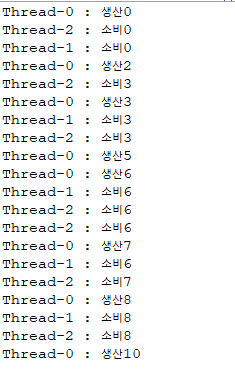 Thread-0 : 생산0
Thread-2 : 소비0
Thread-1 : 소비0
Thread-0 : 생산2
Thread-2 : 소비3
Thread-0 : 생산3
Thread-1 : 소비3
Thread-2 : 소비3
Thread-0 : 생산5
Thread-0 : 생산6
Thread-1 : 소비6
Thread-2 : 소비6
Thread-2 : 소비6
Thread-0 : 생산7
Thread-1 : 소비6
Thread-2 : 소비7
Thread-0 : 생산8
Thread-1 : 소비8
Thread-2 : 소비8
Thread-0 : 생산10